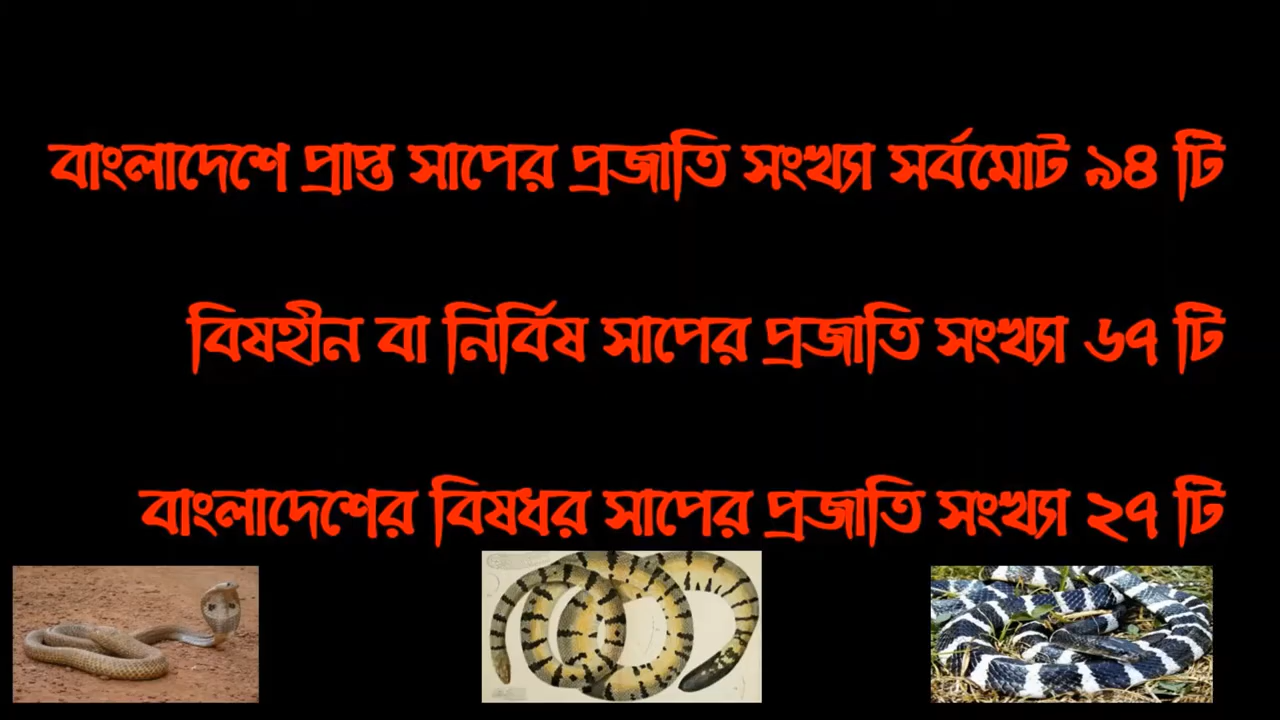 বাংলাদেশে প্রাপ্ত সাপের প্রজাতি সংখ্যা সর্বমোট ৯৪ টি
বিষহীন বা নির্বিষ সাপের প্রজাতি সংখ্যা ৬৭ টি
বাংলাদেশের বিষধর সাপের প্রজাতি সংখ্যা ২৭ টি